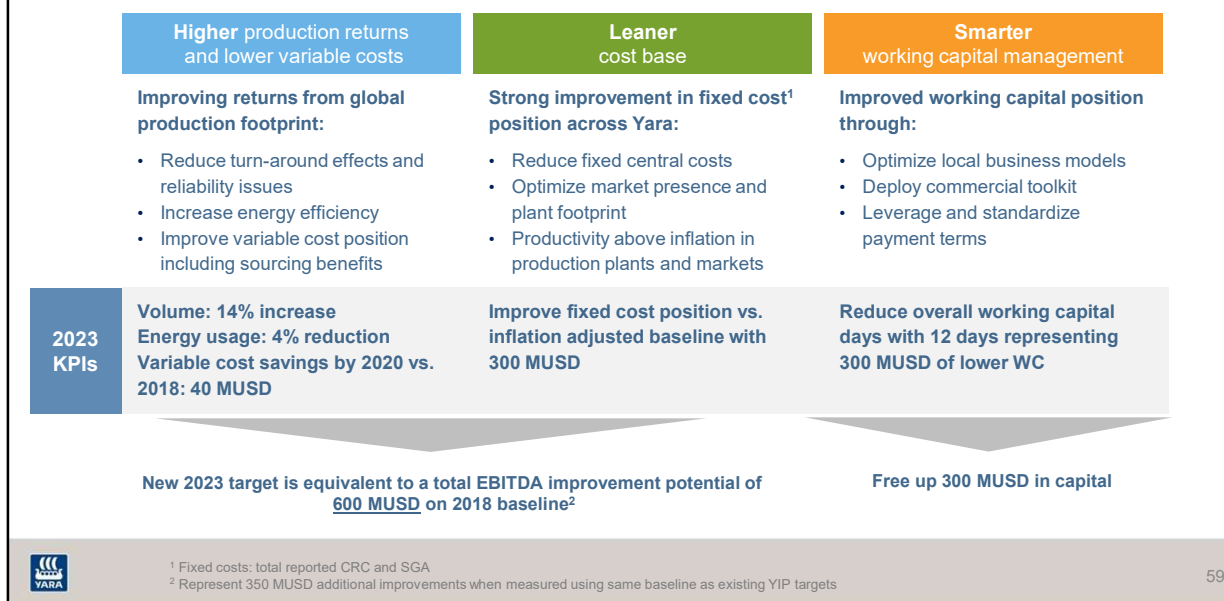 Higher production returns
and lower variable costs
Leaner
cost base
Smarter
working capital management
Improving returns from global
production footprint:
• Reduce turn-around effects and
reliability issues
• Increase energy efficiency
• Improve variable cost position
including sourcing benefits
Strong improvement in fixed cost¹
position across Yara:
• Reduce fixed central costs
• Optimize market presence and
plant footprint
• Productivity above inflation in
production plants and markets
Improved working capital position
through:
• Optimize local business models
• Deploy commercial toolkit
• Leverage and standardize
payment terms
2023
KPIs
Volume: 14% increase
Energy usage: 4% reduction
Variable cost savings by 2020 vs.
2018: 40 MUSD
Improve fixed cost position vs.
inflation adjusted baseline with
300 MUSD
Reduce overall working capital
days with 12 days representing
300 MUSD of lower WC
New 2023 target is equivalent to a total EBITDA improvement potential of
600 MUSD on 2018 baseline²
Free up 300 MUSD in capital
YARA
¹ Fixed costs: total reported CRC and SGA
² Represent 350 MUSD additional improvements when measured using same baseline as existing YIP targets
59